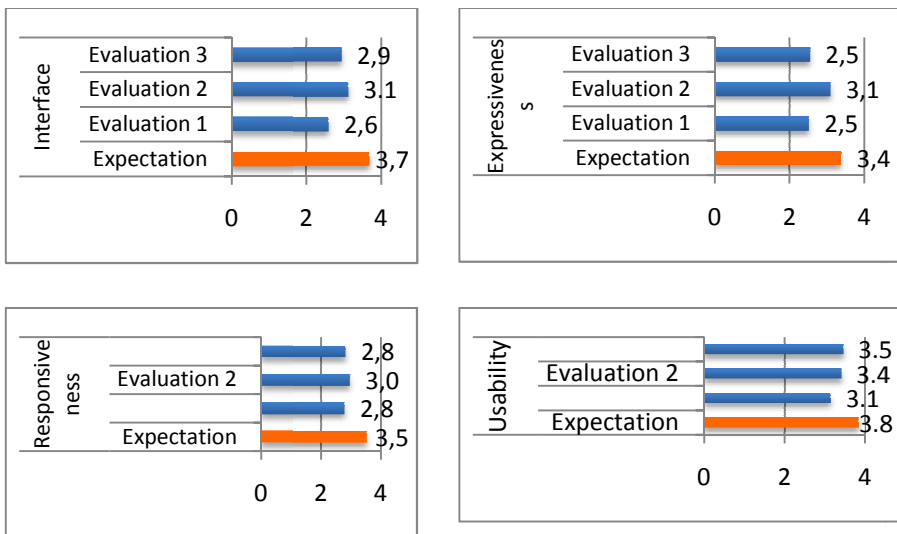 Interface
Evaluation 3 2,9
Evaluation 2 3.1
Evaluation 1 2,6
Expectation 3,7
0 2 4
Expressivenes
s
Evaluation 3 2,5
Evaluation 2 3,1
Evaluation 1 2,5
Expectation 3,4
0 2 4
Responsive
ness
2,8
Evaluation 2 3,0
2,8
Expectation 3,5
0 2 4
Usability
3.5
Evaluation 2 3.4
3.1
Expectation 3.8
0 2 4